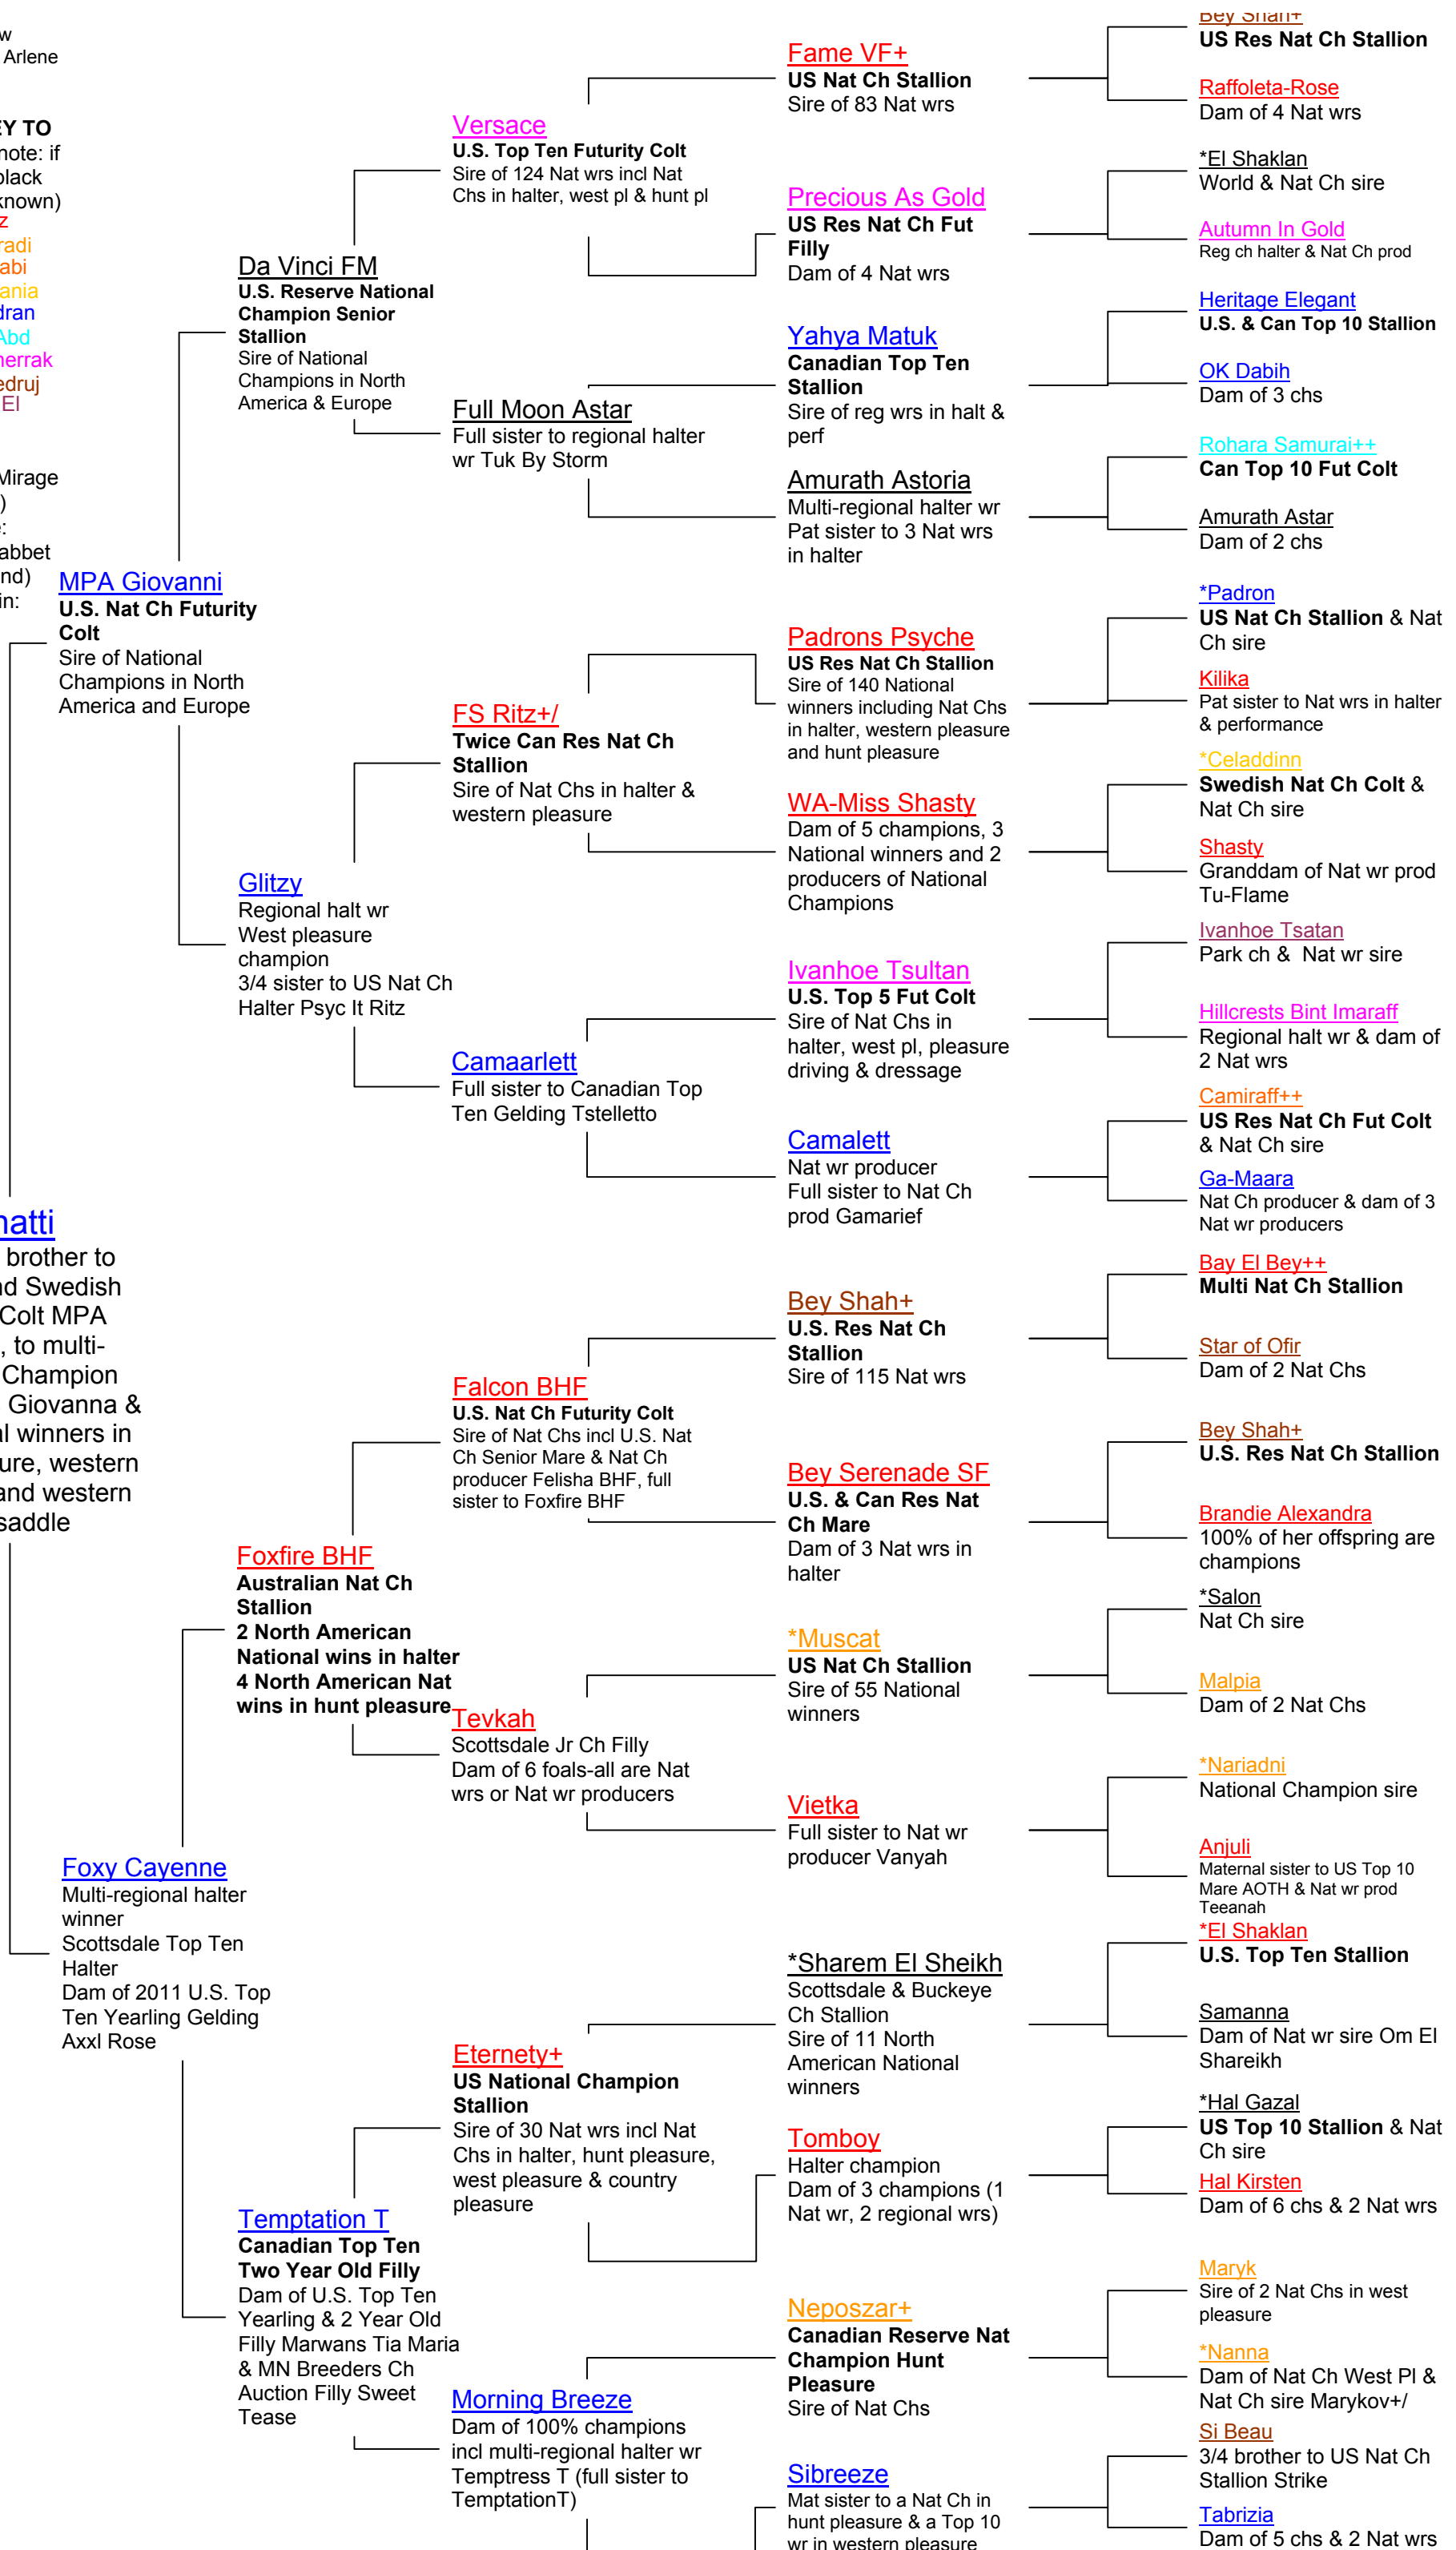 w
Arlene
EY TO
note: if
black
known)
z
radi
abi
ania
dran
Abd
herrak
edruj
El
Mirage
)
:
abbet
nd)
in:
MPA Giovanni
U.S. Nat Ch Futurity
Colt
Sire of National
Champions in North
America and Europe
natti
brother to
nd Swedish
Colt MPA
, to multi-
Champion
Giovanna &
al winners in
ure, western
and western
saddle
Foxy Cayenne
Multi-regional halter
winner
Scottsdale Top Ten
Halter
Dam of 2011 U.S. Top
Ten Yearling Gelding
Axxl Rose
Da Vinci FM
U.S. Reserve National
Champion Senior
Stallion
Sire of National
Champions in North
America & Europe
Glitzy
Regional halt wr
West pleasure
champion
3/4 sister to US Nat Ch
Halter Psyc It Ritz
Foxfire BHF
Australian Nat Ch
Stallion
2 North American
National wins in halter
4 North American Nat
wins in hunt pleasure
Temptation T
Canadian Top Ten
Two Year Old Filly
Dam of U.S. Top Ten
Yearling & 2 Year Old
Filly Marwans Tia Maria
& MN Breeders Ch
Auction Filly Sweet
Tease
Versace
U.S. Top Ten Futurity Colt
Sire of 124 Nat wrs incl Nat
Chs in halter, west pl & hunt pl
Full Moon Astar
Full sister to regional halter
wr Tuk By Storm
FS Ritz+/
Twice Can Res Nat Ch
Stallion
Sire of Nat Chs in halter &
western pleasure
Camaarlett
Full sister to Canadian Top
Ten Gelding Tstelletto
Falcon BHF
U.S. Nat Ch Futurity Colt
Sire of Nat Chs incl U.S. Nat
Ch Senior Mare & Nat Ch
producer Felisha BHF, full
sister to Foxfire BHF
Tevkah
Scottsdale Jr Ch Filly
Dam of 6 foals-all are Nat
wrs or Nat wr producers
Eternety+
US National Champion
Stallion
Sire of 30 Nat wrs incl Nat
Chs in halter, hunt pleasure,
west pleasure & country
pleasure
Morning Breeze
Dam of 100% champions
incl multi-regional halter wr
Temptress T (full sister to
TemptationT)
Fame VF+
US Nat Ch Stallion
Sire of 83 Nat wrs
Precious As Gold
US Res Nat Ch Fut
Filly
Dam of 4 Nat wrs
Yahya Matuk
Canadian Top Ten
Stallion
Sire of reg wrs in halt &
perf
Amurath Astoria
Multi-regional halter wr
Pat sister to 3 Nat wrs
in halter
Padrons Psyche
US Res Nat Ch Stallion
Sire of 140 National
winners including Nat Chs
in halter, western pleasure
and hunt pleasure
WA-Miss Shasty
Dam of 5 champions, 3
National winners and 2
producers of National
Champions
Ivanhoe Tsultan
U.S. Top 5 Fut Colt
Sire of Nat Chs in
halter, west pl, pleasure
driving & dressage
Camalett
Nat wr producer
Full sister to Nat Ch
prod Gamarief
Bey Shah+
U.S. Res Nat Ch
Stallion
Sire of 115 Nat wrs
Bey Serenade SF
U.S. & Can Res Nat
Ch Mare
Dam of 3 Nat wrs in
halter
*Muscat
US Nat Ch Stallion
Sire of 55 National
winners
Vietka
Full sister to Nat wr
producer Vanyah
*Sharem El Sheikh
Scottsdale & Buckeye
Ch Stallion
Sire of 11 North
American National
winners
Tomboy
Halter champion
Dam of 3 champions (1
Nat wr, 2 regional wrs)
Neposzar+
Canadian Reserve Nat
Champion Hunt
Pleasure
Sire of Nat Chs
Sibreeze
Mat sister to a Nat Ch in
hunt pleasure & a Top 10
wr in western pleasure
Bey Shah+
US Res Nat Ch Stallion
Raffoleta-Rose
Dam of 4 Nat wrs
*El Shaklan
World & Nat Ch sire
Autumn In Gold
Reg ch halter & Nat Ch prod
Heritage Elegant
U.S. & Can Top 10 Stallion
OK Dabih
Dam of 3 chs
Rohara Samurai++
Can Top 10 Fut Colt
Amurath Astar
Dam of 2 chs
*Padron
US Nat Ch Stallion & Nat
Ch sire
Kilika
Pat sister to Nat wrs in halter
& performance
*Celaddinn
Swedish Nat Ch Colt &
Nat Ch sire
Shasty
Granddam of Nat wr prod
Tu-Flame
Ivanhoe Tsatan
Park ch & Nat wr sire
Hillcrests Bint Imaraff
Regional halt wr & dam of
2 Nat wrs
Camiraff++
US Res Nat Ch Fut Colt
& Nat Ch sire
Ga-Maara
Nat Ch producer & dam of 3
Nat wr producers
Bay El Bey++
Multi Nat Ch Stallion
Star of Ofir
Dam of 2 Nat Chs
Bey Shah+
U.S. Res Nat Ch Stallion
Brandie Alexandra
100% of her offspring are
champions
*Salon
Nat Ch sire
Malpia
Dam of 2 Nat Chs
*Nariadni
National Champion sire
Anjuli
Maternal sister to US Top 10
Mare AOTH & Nat wr prod
Teeanah
*El Shaklan
U.S. Top Ten Stallion
Samanna
Dam of Nat wr sire Om El
Shareikh
*Hal Gazal
US Top 10 Stallion & Nat
Ch sire
Hal Kirsten
Dam of 6 chs & 2 Nat wrs
Maryk
Sire of 2 Nat Chs in west
pleasure
*Nanna
Dam of Nat Ch West Pl &
Nat Ch sire Marykov+/
Si Beau
3/4 brother to US Nat Ch
Stallion Strike
Tabrizia
Dam of 5 chs & 2 Nat wrs